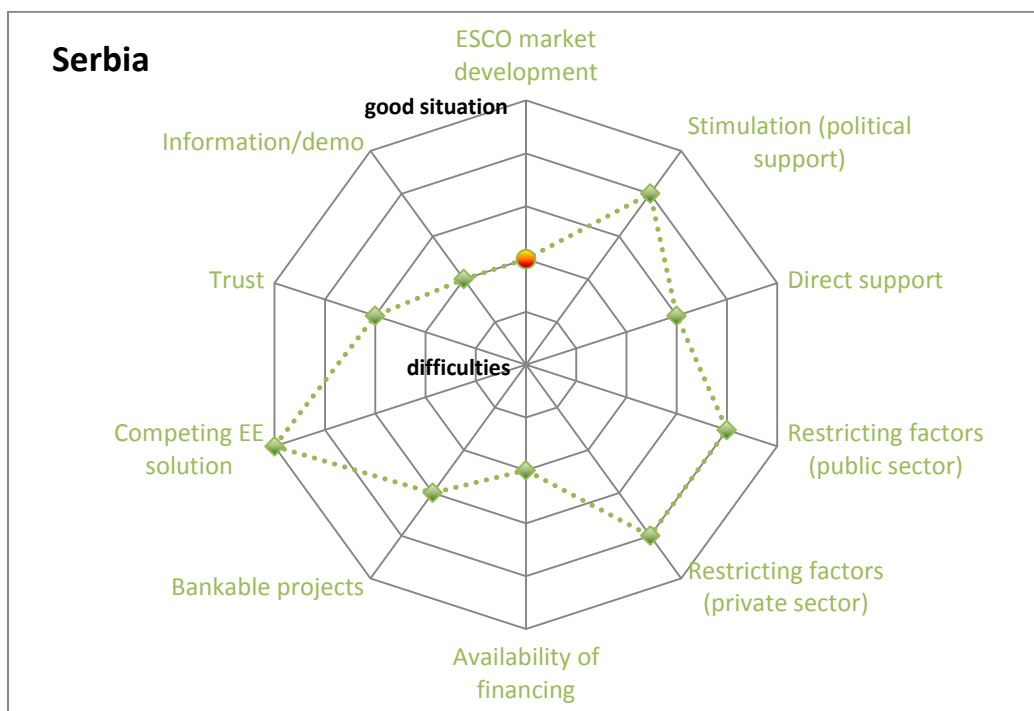 Serbia
ESCO market
development
good situation
Information/demo
Stimulation (political
support)
Trust
Direct support
difficulties
Competing EE
solution
Restricting factors
(public sector)
Bankable projects
Restricting factors
(private sector)
Availability of
financing